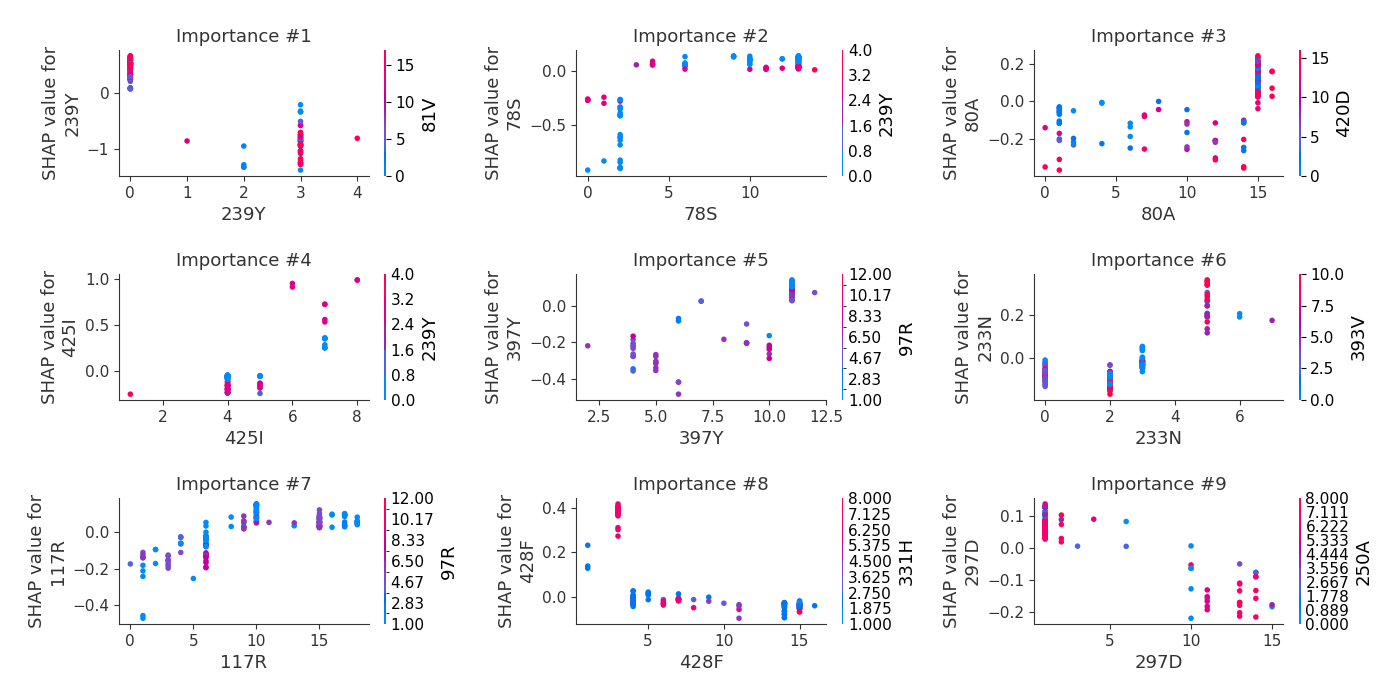 Importance #1
SHAP value for
239Y
0
−1
0 1 2 3 4
239Y
15
10
5
0
81V
Importance #2
SHAP value for
78S
0.0
−0.5
0 5 10
78S
4.0
3.2
2.4
1.6
0.8
0.0
239Y
Importance #3
SHAP value for
80A
0.2
0.0
−0.2
0 5 10 15
80A
15
10
5
0
420D
Importance #4
SHAP value for
425I
1.0
0.5
0.0
2 4 6 8
425I
4.0
3.2
2.4
1.6
0.8
0.0
239Y
Importance #5
SHAP value for
397Y
0.0
−0.2
−0.4
2.5 5.0 7.5 10.0 12.5
397Y
12.00
10.17
8.33
6.50
4.67
2.83
1.00
97R
Importance #6
SHAP value for
233N
0.2
0.0
0 2 4 6
233N
10.0
7.5
5.0
2.5
0.0
393V
Importance #7
SHAP value for
117R
0.0
−0.2
−0.4
0 5 10 15
117R
12.00
10.17
8.33
6.50
4.67
2.83
1.00
97R
Importance #8
SHAP value for
428F
0.4
0.2
0.0
5 10 15
428F
8.000
7.125
6.250
5.375
4.500
3.625
2.750
1.875
1.000
331H
Importance #9
SHAP value for
297D
0.1
0.0
−0.1
−0.2
5 10 15
297D
8.000
7.111
6.222
5.333
4.444
3.556
2.667
1.778
0.889
0.000
250A